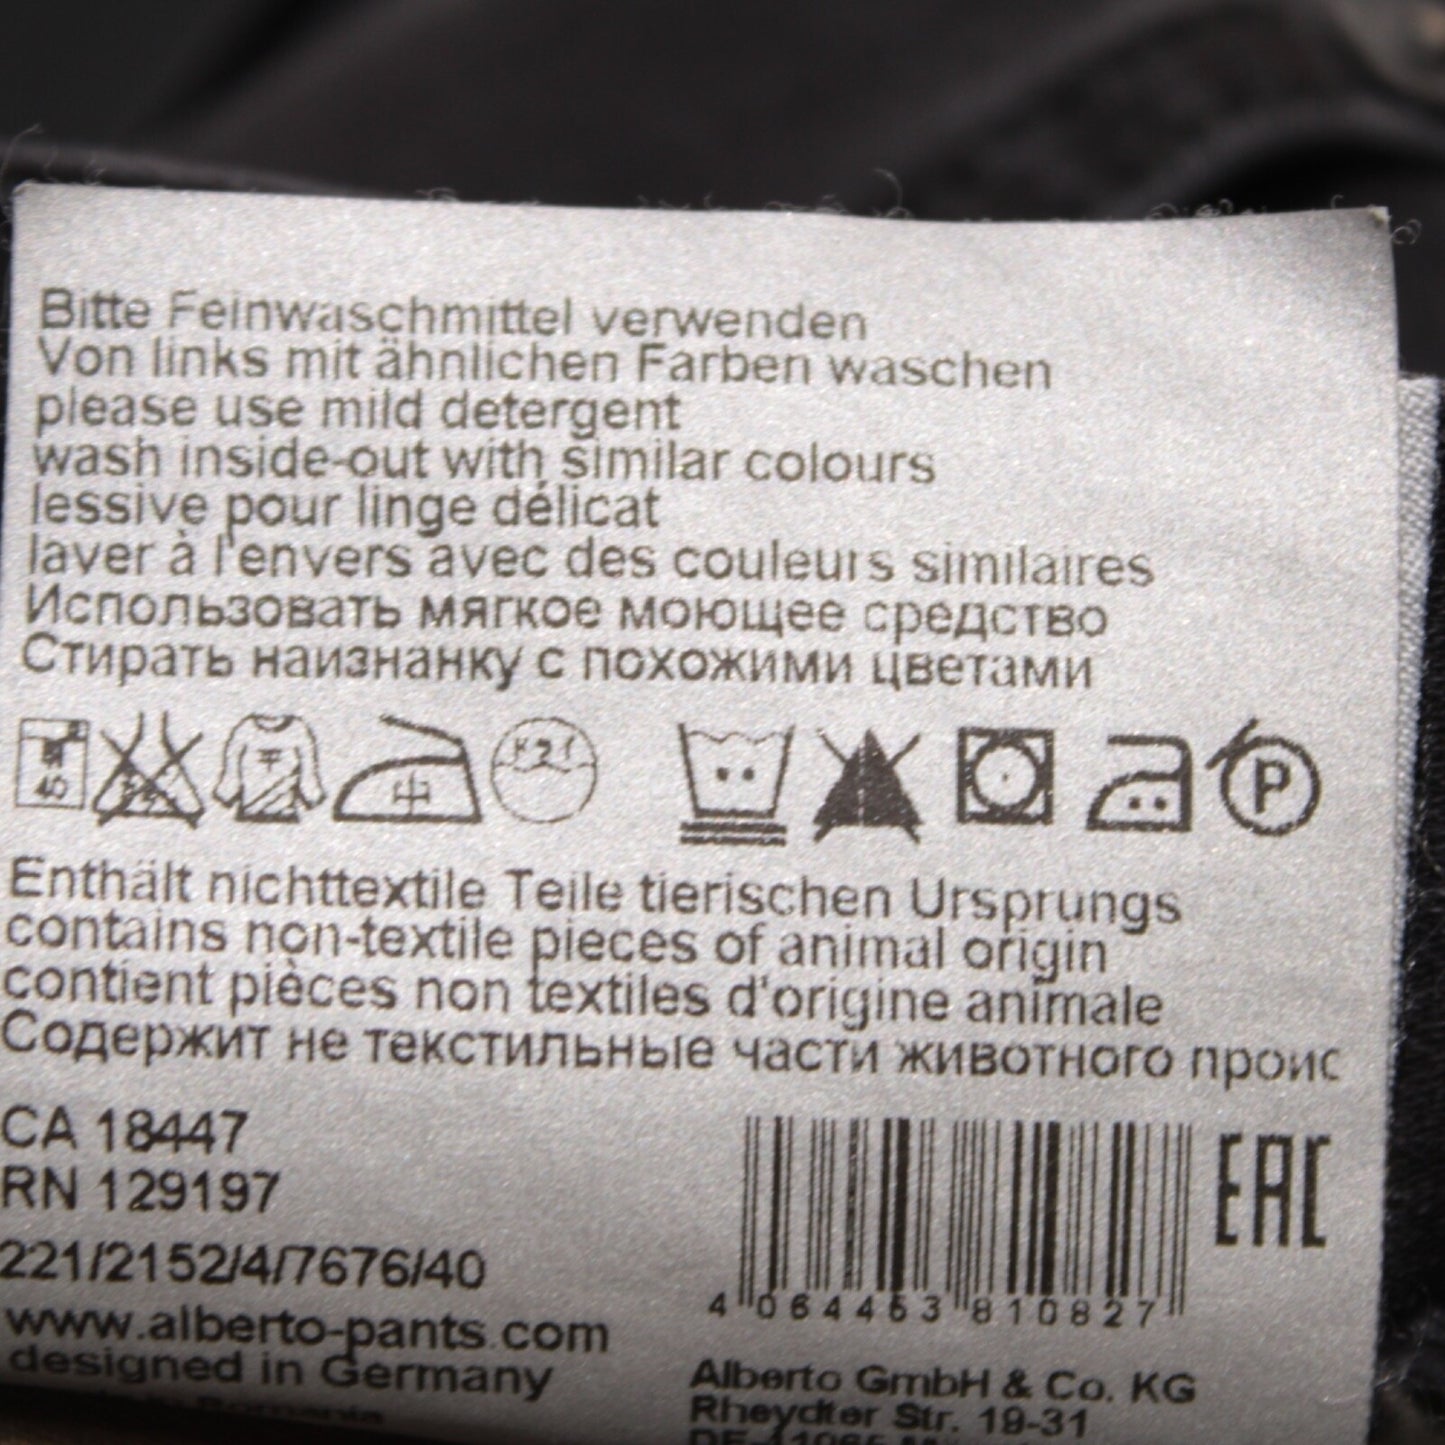 Bitte Feinwaschmittel verwenden
Von links mit ähnlichen Farben waschen
please use mild detergent
wash inside-out with similar colours
lessive pour linge délicat
laver à l'envers avec des couleurs similaires
Использовать мягкое моющее средство
Стирать наизнанку с похожими цветами
40 中 P
Enthält nichttextile Teile tierischen Ursprungs
contains non-textile pieces of animal origin
contient pièces non textiles d'origine animale
Содержит не текстильные части животного проис
CA 18447
RN 129197
EAC
221/2152/4/7676/40
4 064453 810827
www.alberto-pants.com
designed in Germany
Romania
Alberto GmbH & Co. KG
Rheydter Str. 19-31